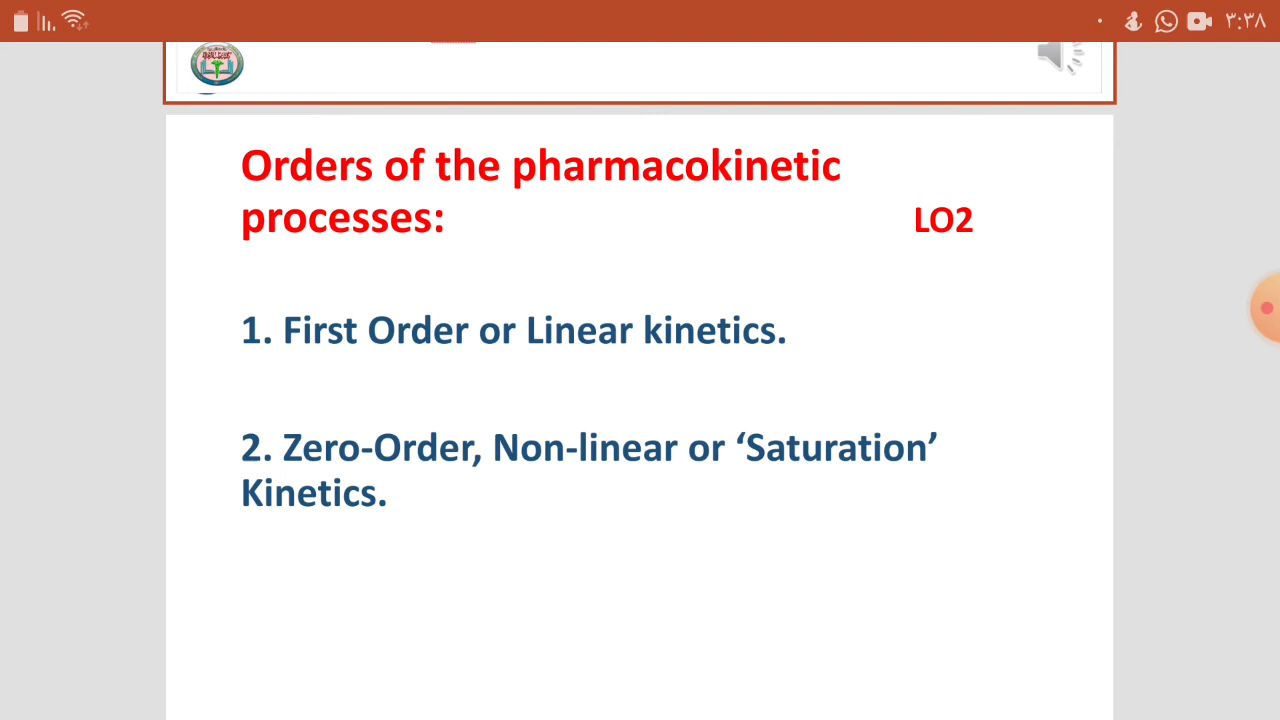 ٣:٣٨
Orders of the pharmacokinetic
processes:
LO2
1. First Order or Linear kinetics.
2. Zero-Order, Non-linear or ‘Saturation’
Kinetics.